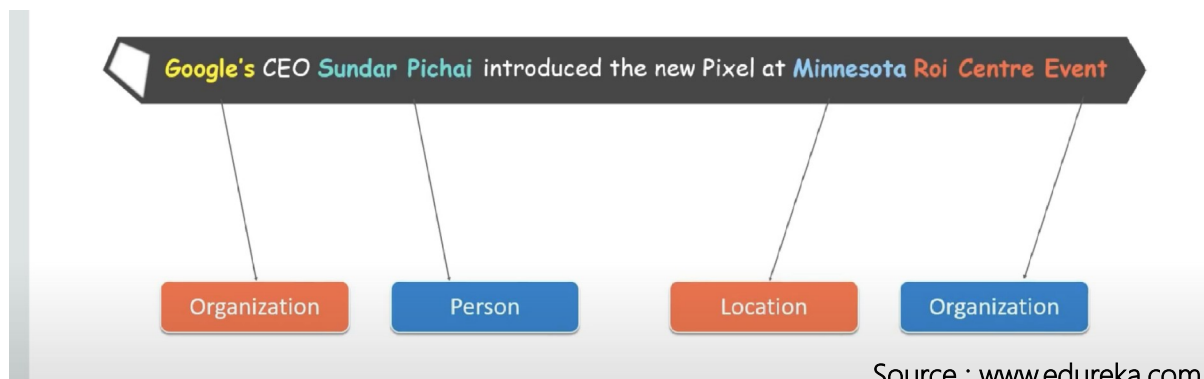 Google's CEO Sundar Pichai introduced the new Pixel at Minnesota Roi Centre Event
Organization Person Location Organization
Source : www.edureka.com